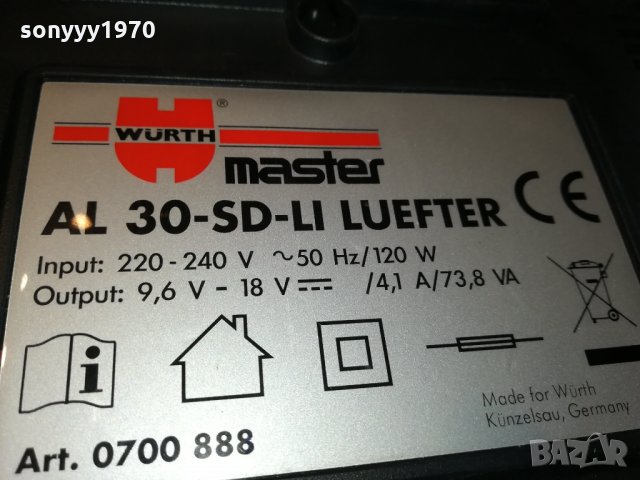 sonyyy1970
WÜRTH ®
master
AL 30-SD-LI LUEFTER CE
Input: 220-240 V ~50 Hz/120 W
Output: 9,6 V - 18 V ⎓ /4,1 A/73,8 VA
i
Made for Würth
Künzelsau, Germany
Art. 0700 888
BAZAR